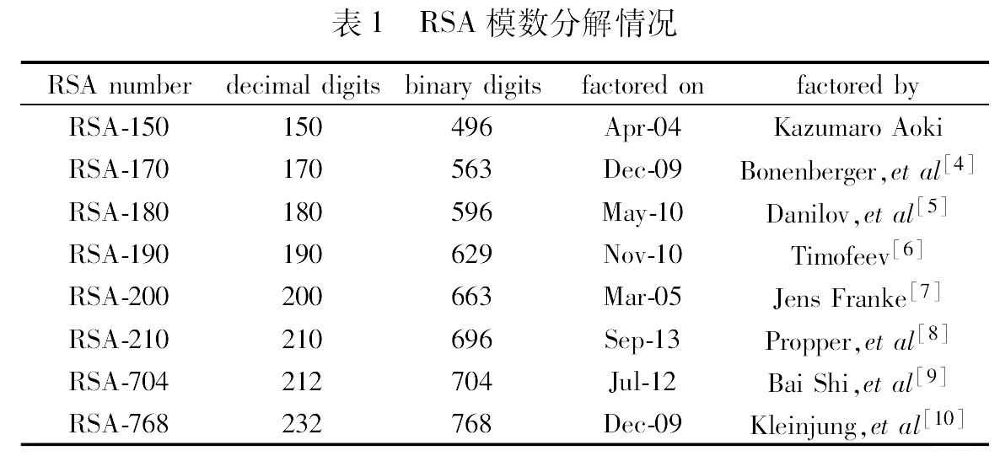 表1 RSA 模数分解情况
RSA number decimal digits binary digits factored on factored by
RSA-150 150 496 Apr-04 Kazumaro Aoki
RSA-170 170 563 Dec-09 Bonenberger,et al[4]
RSA-180 180 596 May-10 Danilov,et al[5]
RSA-190 190 629 Nov-10 Timofeev[6]
RSA-200 200 663 Mar-05 Jens Franke[7]
RSA-210 210 696 Sep-13 Propper,et al[8]
RSA-704 212 704 Jul-12 Bai Shi,et al[9]
RSA-768 232 768 Dec-09 Kleinjung,et al[10]